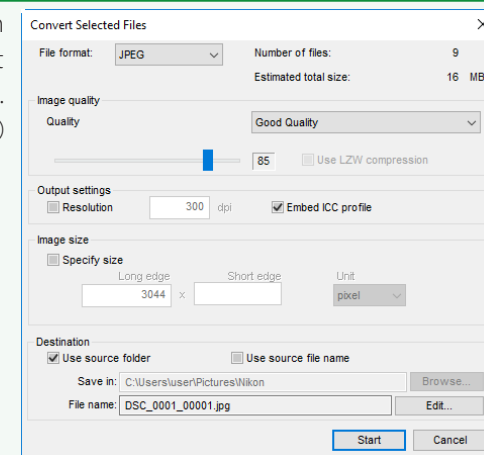 Convert Selected Files
File format: JPEG Number of files: 9
Estimated total size: 16 MB
Image quality
Quality Good Quality
85 Use LZW compression
Output settings
Resolution 300 dpi Embed ICC profile
Image size
Specify size
Long edge Short edge Unit
3044 x pixel
Destination
Use source folder Use source file name
Save in: C:\Users\user\Pictures\Nikon Browse...
File name: DSC_0001_00001.jpg Edit...
Start Cancel